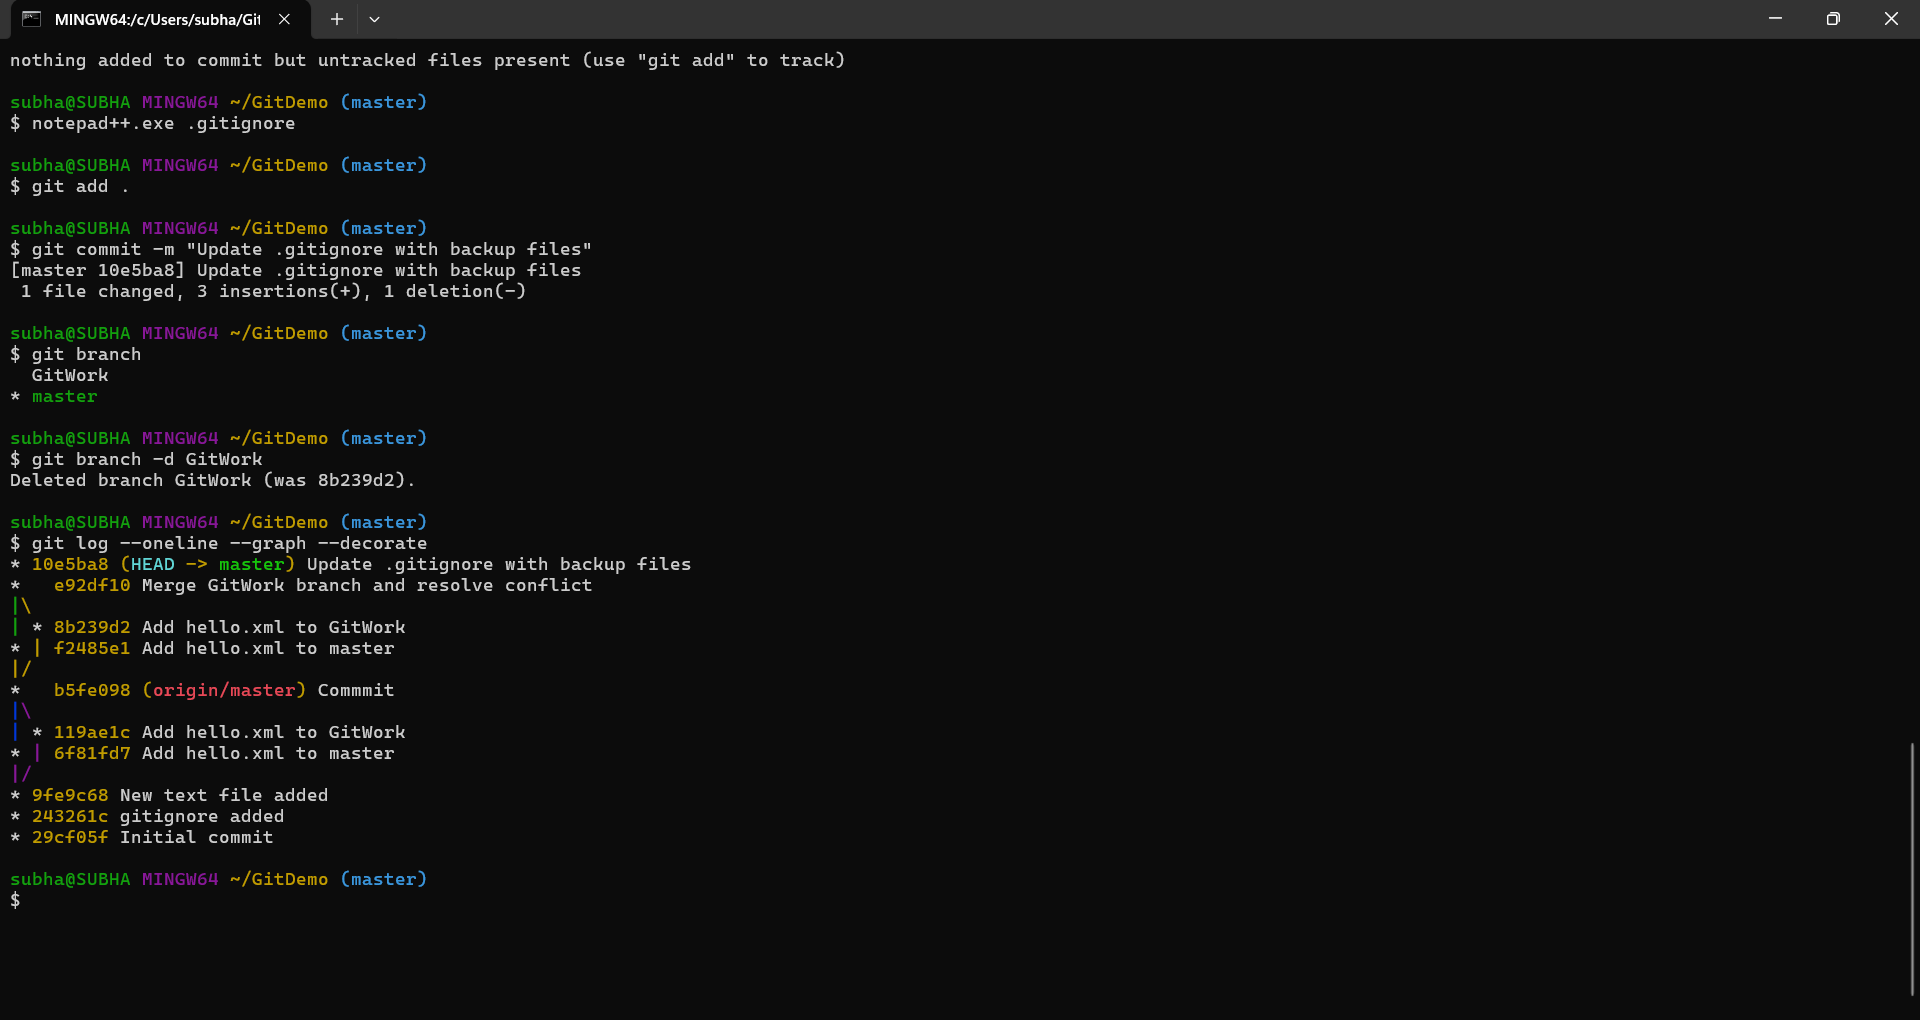 MINGW64:/c/Users/subha/Git
nothing added to commit but untracked files present (use "git add" to track)
subha@SUBHA MINGW64 ~/GitDemo (master)
$ notepad++.exe .gitignore
subha@SUBHA MINGW64 ~/GitDemo (master)
$ git add .
subha@SUBHA MINGW64 ~/GitDemo (master)
$ git commit -m "Update .gitignore with backup files"
[master 10e5ba8] Update .gitignore with backup files
 1 file changed, 3 insertions(+), 1 deletion(-)
subha@SUBHA MINGW64 ~/GitDemo (master)
$ git branch
  GitWork
* master
subha@SUBHA MINGW64 ~/GitDemo (master)
$ git branch -d GitWork
Deleted branch GitWork (was 8b239d2).
subha@SUBHA MINGW64 ~/GitDemo (master)
$ git log --oneline --graph --decorate
* 10e5ba8 (HEAD -> master) Update .gitignore with backup files
*   e92df10 Merge GitWork branch and resolve conflict
|\
| * 8b239d2 Add hello.xml to GitWork
* | f2485e1 Add hello.xml to master
|/
*   b5fe098 (origin/master) Commmit
|\
| * 119ae1c Add hello.xml to GitWork
* | 6f81fd7 Add hello.xml to master
|/
* 9fe9c68 New text file added
* 243261c gitignore added
* 29cf05f Initial commit
subha@SUBHA MINGW64 ~/GitDemo (master)
$